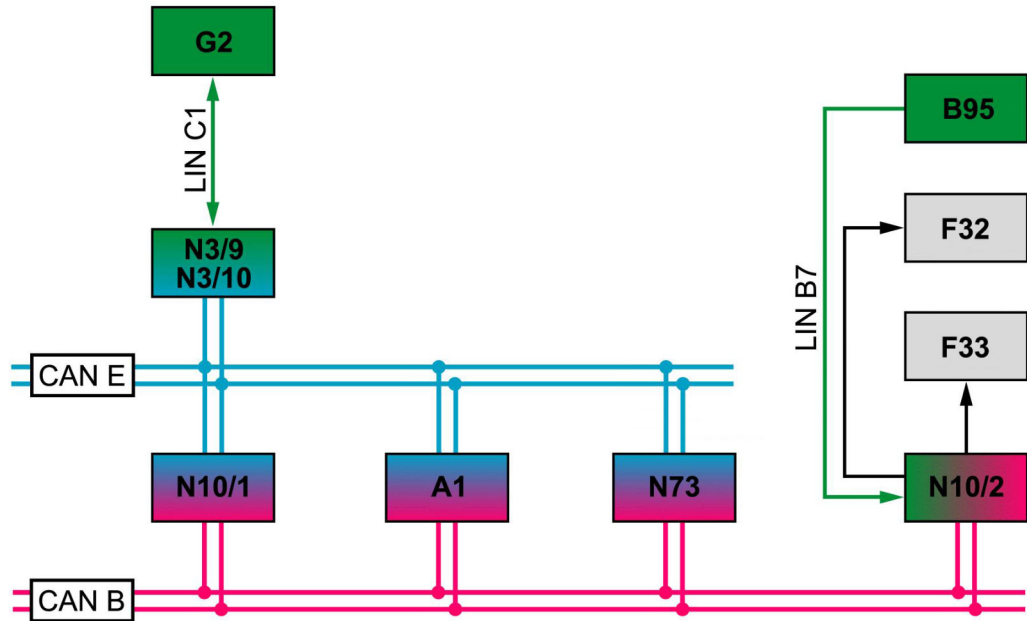 G2
LIN C1
B95
N3/9
N3/10
F32
LIN B7
F33
CAN E
N10/1
A1
N73
N10/2
CAN B